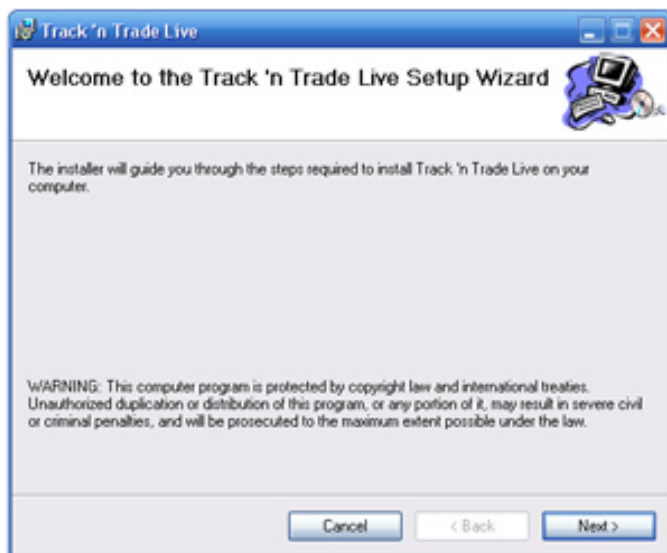 Track 'n Trade Live
Welcome to the Track 'n Trade Live Setup Wizard
The installer will guide you through the steps required to install Track 'n Trade Live on your
computer.
WARNING: This computer program is protected by copyright law and international treaties.
Unauthorized duplication or distribution of this program, or any portion of it, may result in severe civil
or criminal penalties, and will be prosecuted to the maximum extent possible under the law.
Cancel < Back Next >